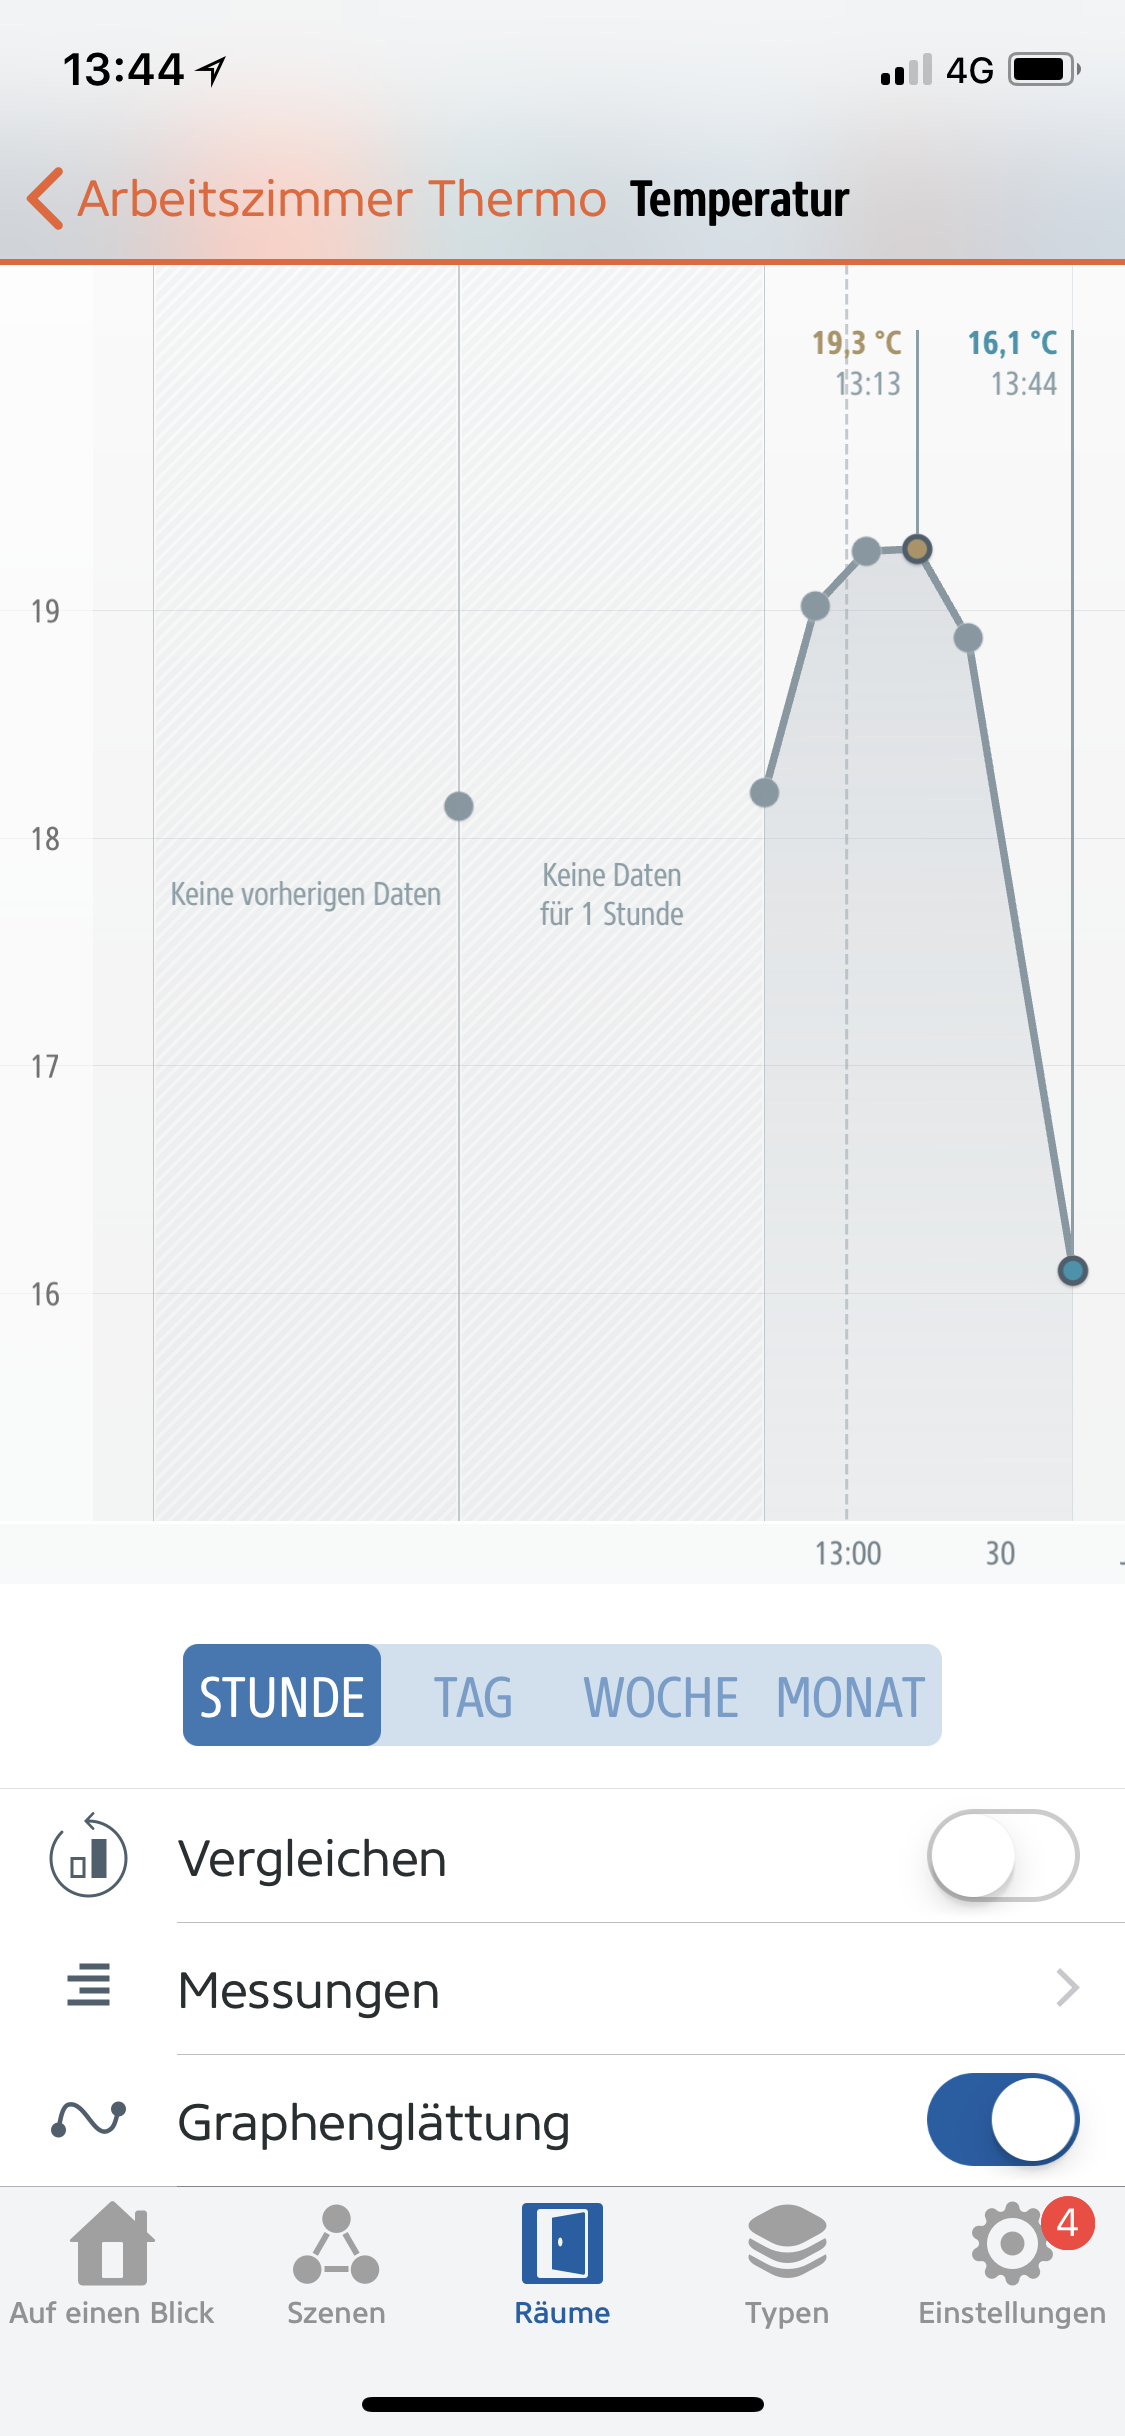 13:44
4G
Arbeitszimmer Thermo Temperatur
19,3 °C 16,1 °C
13:13 13:44
19
18
Keine vorherigen Daten
Keine Daten
für 1 Stunde
17
16
13:00 30
STUNDE TAG WOCHE MONAT
Vergleichen
Messungen
Graphenglättung
4
Auf einen Blick Szenen Räume Typen Einstellungen